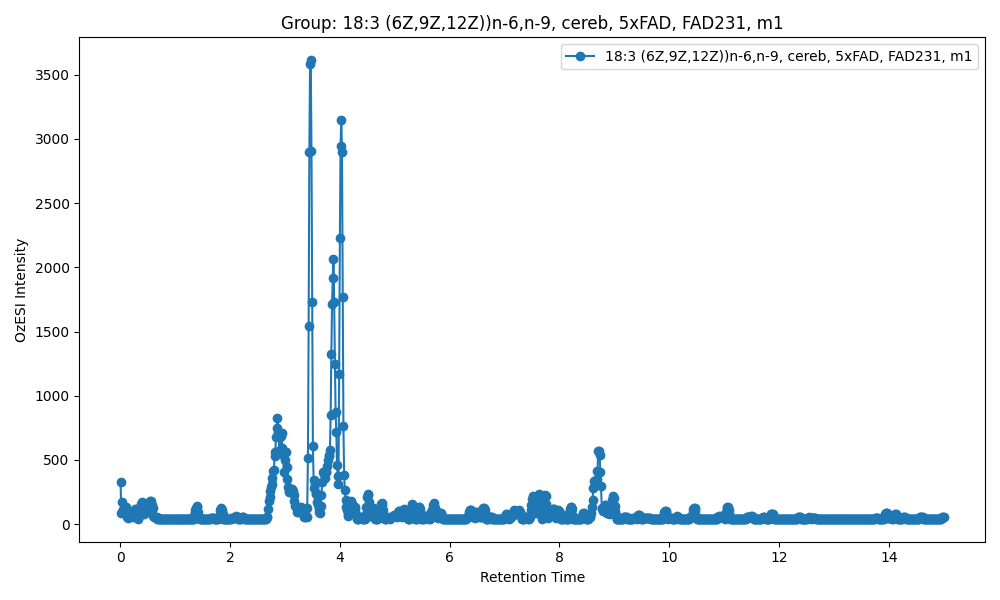 Group: 18:3 (6Z,9Z,12Z))n-6,n-9, cereb, 5xFAD, FAD231, m1
18:3 (6Z,9Z,12Z))n-6,n-9, cereb, 5xFAD, FAD231, m1
3500
3000
2500
2000
1500
1000
500
0
OzESI Intensity
0 2 4 6 8 10 12 14
Retention Time